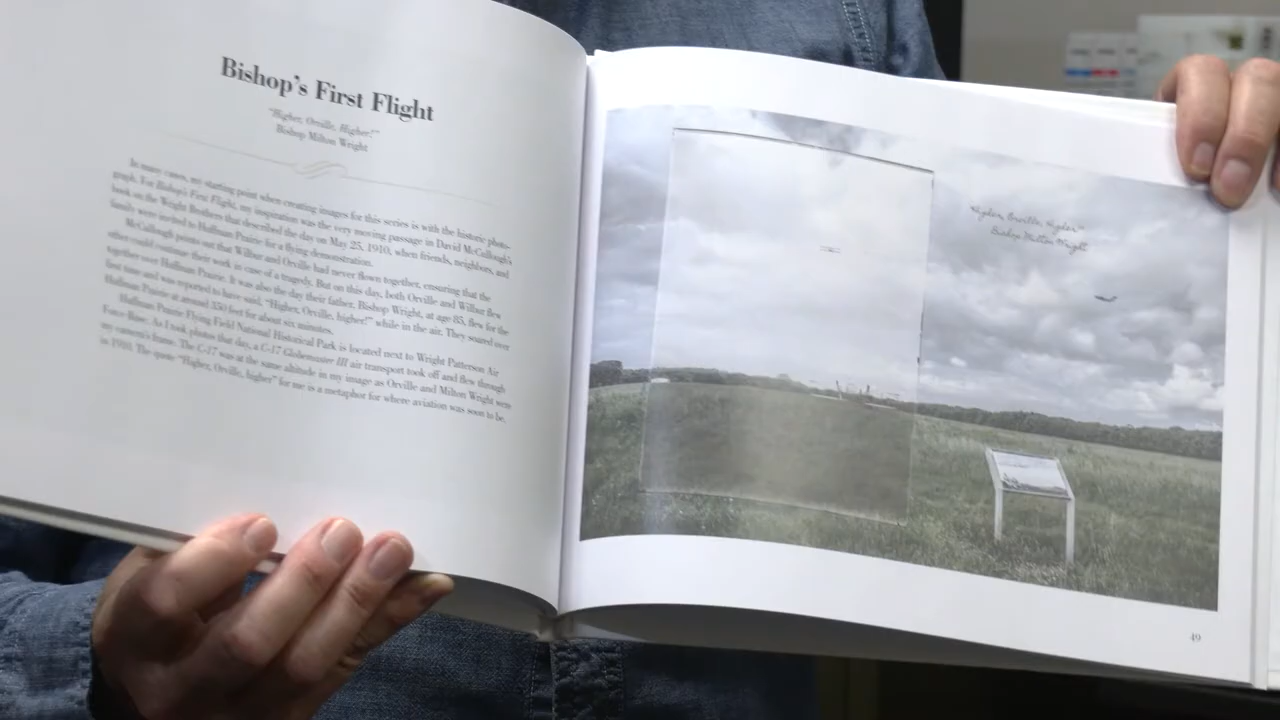 Bishop's First Flight
"Higher, Orville, Higher!"
Bishop Milton Wright
In many cases, my starting point when creating images for this series is with the historic photo-
graph. For Bishop's First Flight, my inspiration was the very moving passage in David McCullough's
book on the Wright Brothers that described the day on May 25, 1910, when friends, neighbors, and
family were invited to Huffman Prairie for a flying demonstration.
McCullough points out that Wilbur and Orville had never flown together, ensuring that the
other could continue their work in case of a tragedy. But on this day, both Orville and Wilbur flew
together over Huffman Prairie. It was also the day their father, Bishop Wright, at age 85, flew for the
first time and was reported to have said, "Higher, Orville, higher!" while in the air. They soared over
Huffman Prairie at around 350 feet for about six minutes.
Huffman Prairie Flying Field National Historical Park is located next to Wright Patterson Air
Force Base. As I took photos that day, a C-17 Globemaster III air transport took off and flew through
my camera's frame. The C-17 was at the same altitude in my image as Orville and Milton Wright were
in 1910. The quote "Higher, Orville, higher" for me is a metaphor for where aviation was soon to be.
"Higher, Orville, Higher"
Bishop Milton Wright
49